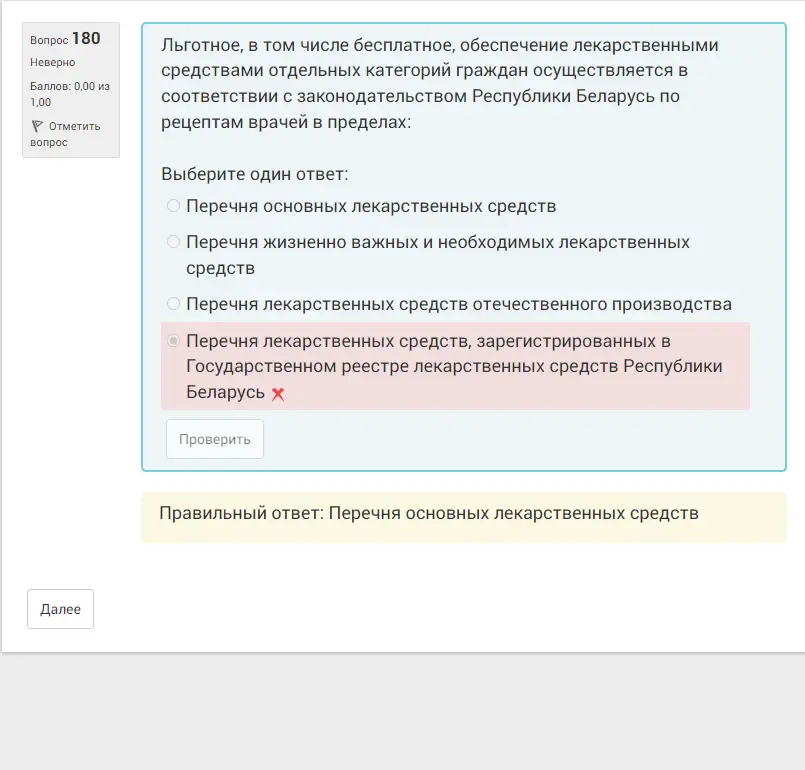 Вопрос 180
Неверно
Баллов: 0,00 из
1,00
Отметить
вопрос
Льготное, в том числе бесплатное, обеспечение лекарственными
средствами отдельных категорий граждан осуществляется в
соответствии с законодательством Республики Беларусь по
рецептам врачей в пределах:
Выберите один ответ:
Перечня основных лекарственных средств
Перечня жизненно важных и необходимых лекарственных
средств
Перечня лекарственных средств отечественного производства
Перечня лекарственных средств, зарегистрированных в
Государственном реестре лекарственных средств Республики
Беларусь
Проверить
Правильный ответ: Перечня основных лекарственных средств
Далее